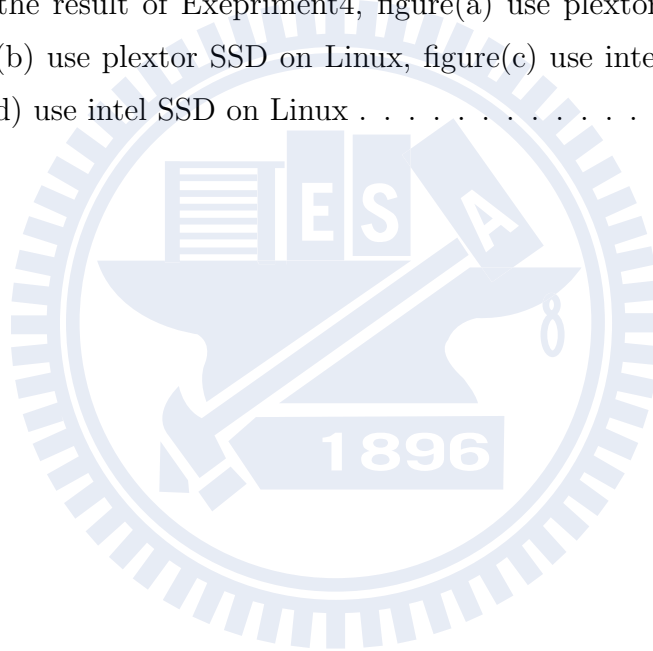 the result of Exepriment4, figure(a) use plextor
(b) use plextor SSD on Linux, figure(c) use inte
d) use intel SSD on Linux . . . . . . . . . . . .
E S A
1896